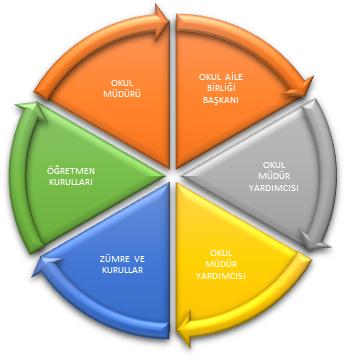 OKUL
MÜDÜRÜ
OKUL AİLE
BİRLİĞİ
BAŞKANI
OKUL
MÜDÜR
YARDIMCISI
OKUL
MÜDÜR
YARDIMCISI
ZÜMRE VE
KURULLAR
ÖĞRETMEN
KURULLARI